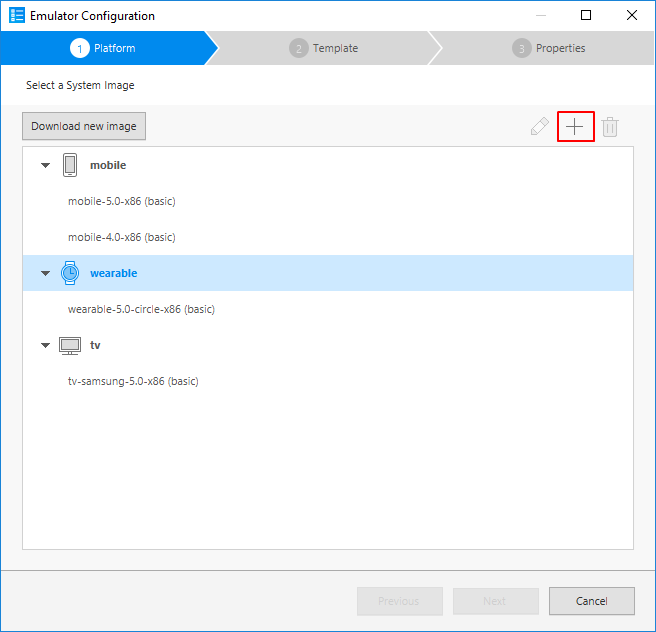 Emulator Configuration
1 Platform
2 Template
3 Properties
Select a System Image
Download new image
mobile
mobile-5.0-x86 (basic)
mobile-4.0-x86 (basic)
wearable
wearable-5.0-circle-x86 (basic)
tv
tv-samsung-5.0-x86 (basic)
Previous
Next
Cancel